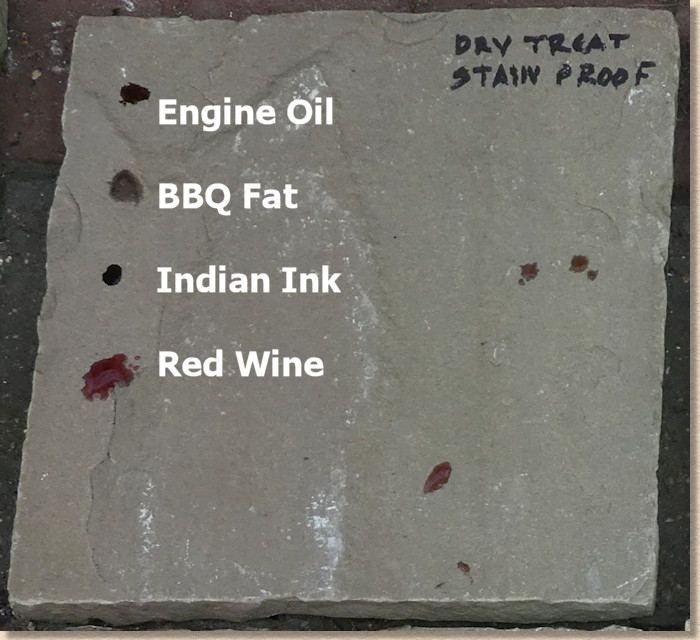 DRY TREAT
STAIN PROOF
Engine Oil
BBQ Fat
Indian Ink
Red Wine